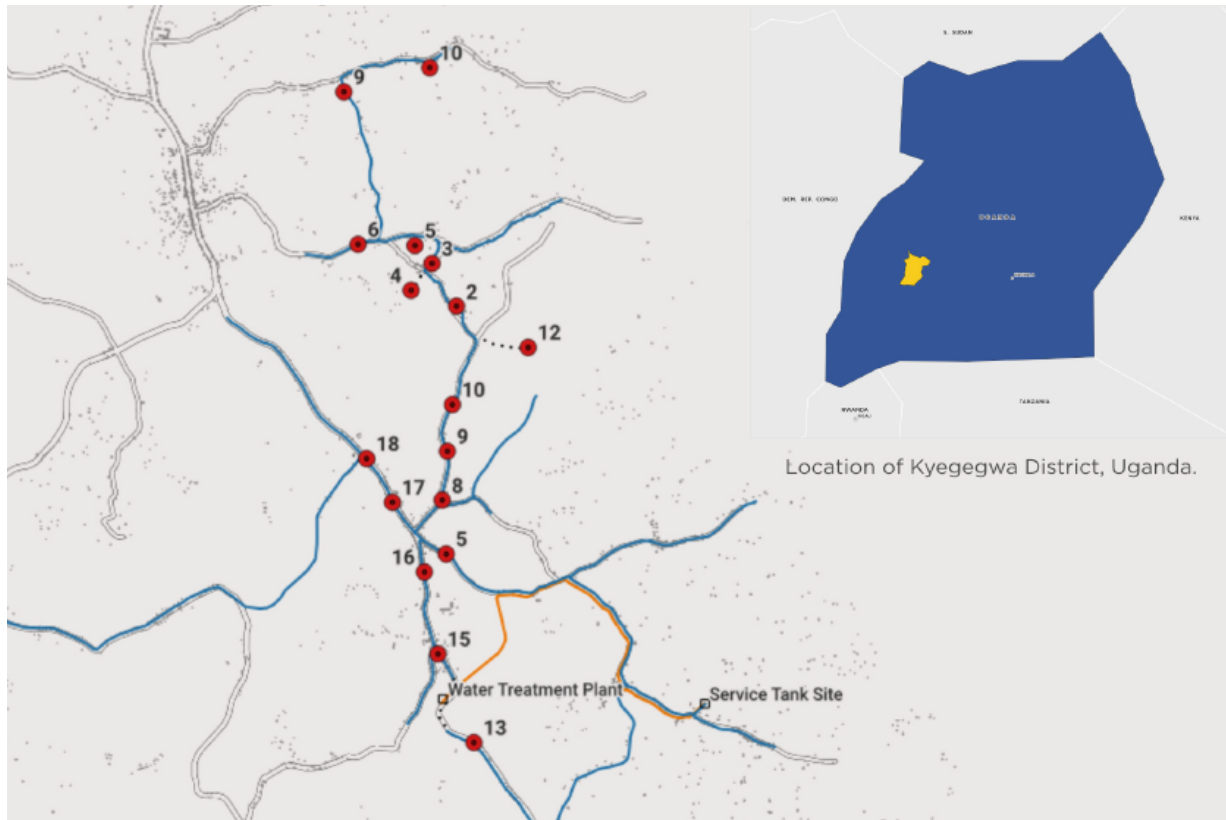 10
9
6
5
3
4
2
12
10
9
18
17
8
5
16
15
Water Treatment Plant
Service Tank Site
13
S. SUDAN
DEM. REP. CONGO
UGANDA
KENYA
RWANDA
TANZANIA
Location of Kyegegwa District, Uganda.